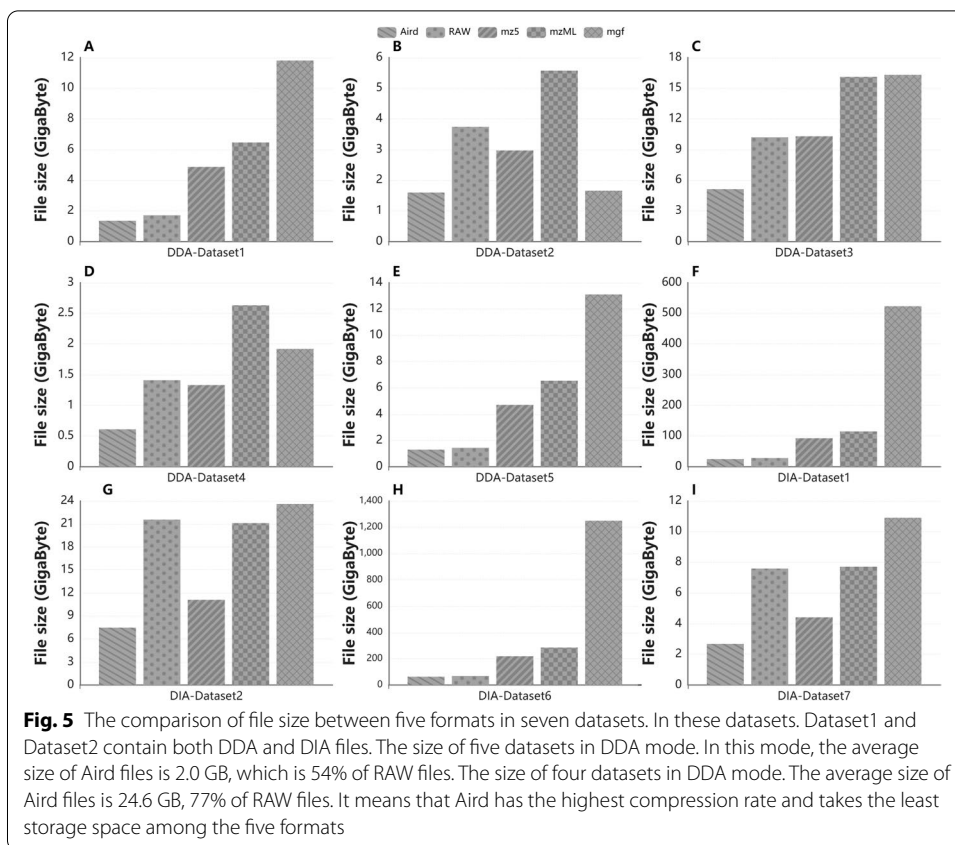 Aird RAW mz5 mzML mgf
A
File size (GigaByte)
12
10
8
6
4
2
0
DDA-Dataset1
B
File size (GigaByte)
6
5
4
3
2
1
0
DDA-Dataset2
C
File size (GigaByte)
18
15
12
9
6
3
0
DDA-Dataset3
D
File size (GigaByte)
3
2.5
2
1.5
1
0.5
0
DDA-Dataset4
E
File size (GigaByte)
14
12
10
8
6
4
2
0
DDA-Dataset5
F
File size (GigaByte)
600
500
400
300
200
100
0
DIA-Dataset1
G
File size (GigaByte)
24
21
18
15
12
9
6
3
0
DIA-Dataset2
H
File size (GigaByte)
1,400
1,200
1,000
800
600
400
200
0
DIA-Dataset6
I
File size (GigaByte)
12
10
8
6
4
2
0
DIA-Dataset7
Fig. 5 The comparison of file size between five formats in seven datasets. In these datasets. Dataset1 and
Dataset2 contain both DDA and DIA files. The size of five datasets in DDA mode. In this mode, the average
size of Aird files is 2.0 GB, which is 54% of RAW files. The size of four datasets in DDA mode. The average size of
Aird files is 24.6 GB, 77% of RAW files. It means that Aird has the highest compression rate and takes the least
storage space among the five formats